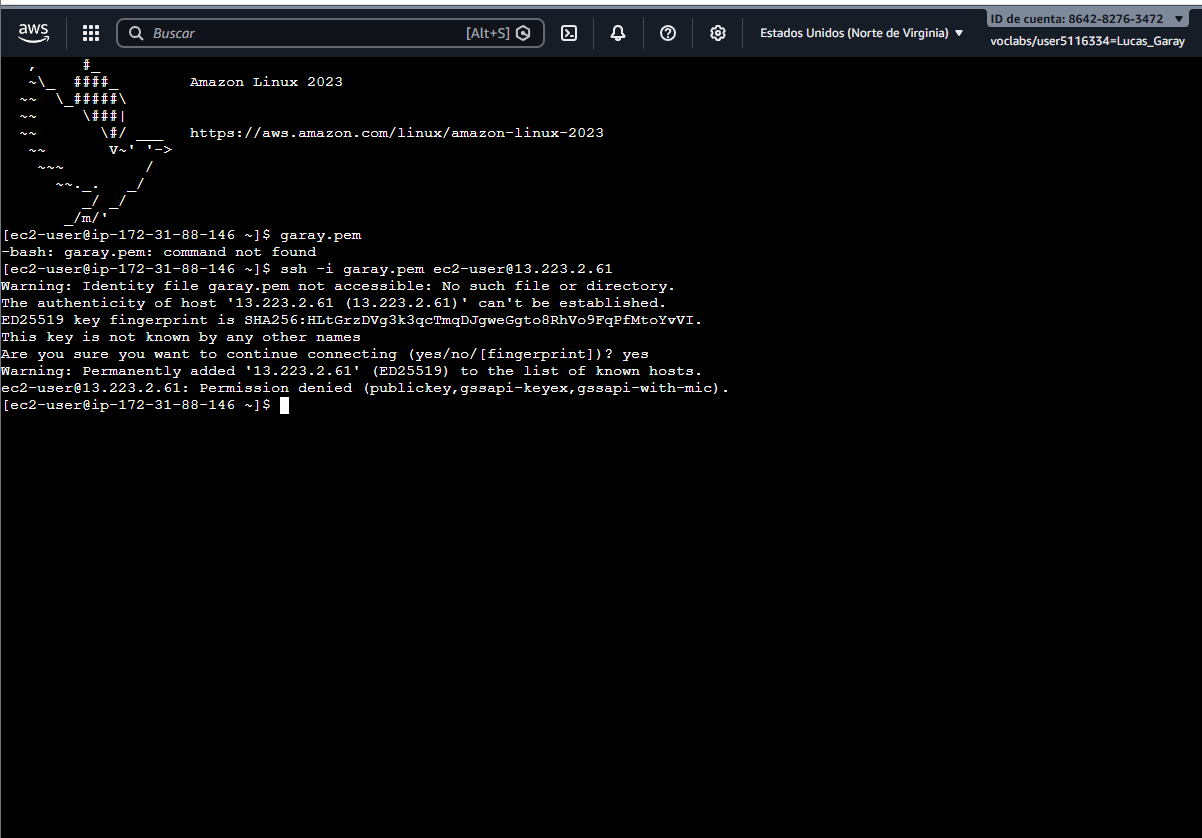 aws
Buscar [Alt+S]
Estados Unidos (Norte de Virginia)
ID de cuenta: 8642-8276-3472
voclabs/user5116334=Lucas_Garay
   ,     #_
   ~\_  ####_        Amazon Linux 2023
  ~~  \_#####\
  ~~     \###|
  ~~       \#/ ___   https://aws.amazon.com/linux/amazon-linux-2023
   ~~       V~' '->
    ~~~         /
      ~~._.   _/
         _/ _/
       _/m/'
[ec2-user@ip-172-31-88-146 ~]$ garay.pem
-bash: garay.pem: command not found
[ec2-user@ip-172-31-88-146 ~]$ ssh -i garay.pem ec2-user@13.223.2.61
Warning: Identity file garay.pem not accessible: No such file or directory.
The authenticity of host '13.223.2.61 (13.223.2.61)' can't be established.
ED25519 key fingerprint is SHA256:HLtGrzDVg3k3qcTmqDJgweGgto8RhVo9FqPfMtoYvVI.
This key is not known by any other names
Are you sure you want to continue connecting (yes/no/[fingerprint])? yes
Warning: Permanently added '13.223.2.61' (ED25519) to the list of known hosts.
ec2-user@13.223.2.61: Permission denied (publickey,gssapi-keyex,gssapi-with-mic).
[ec2-user@ip-172-31-88-146 ~]$